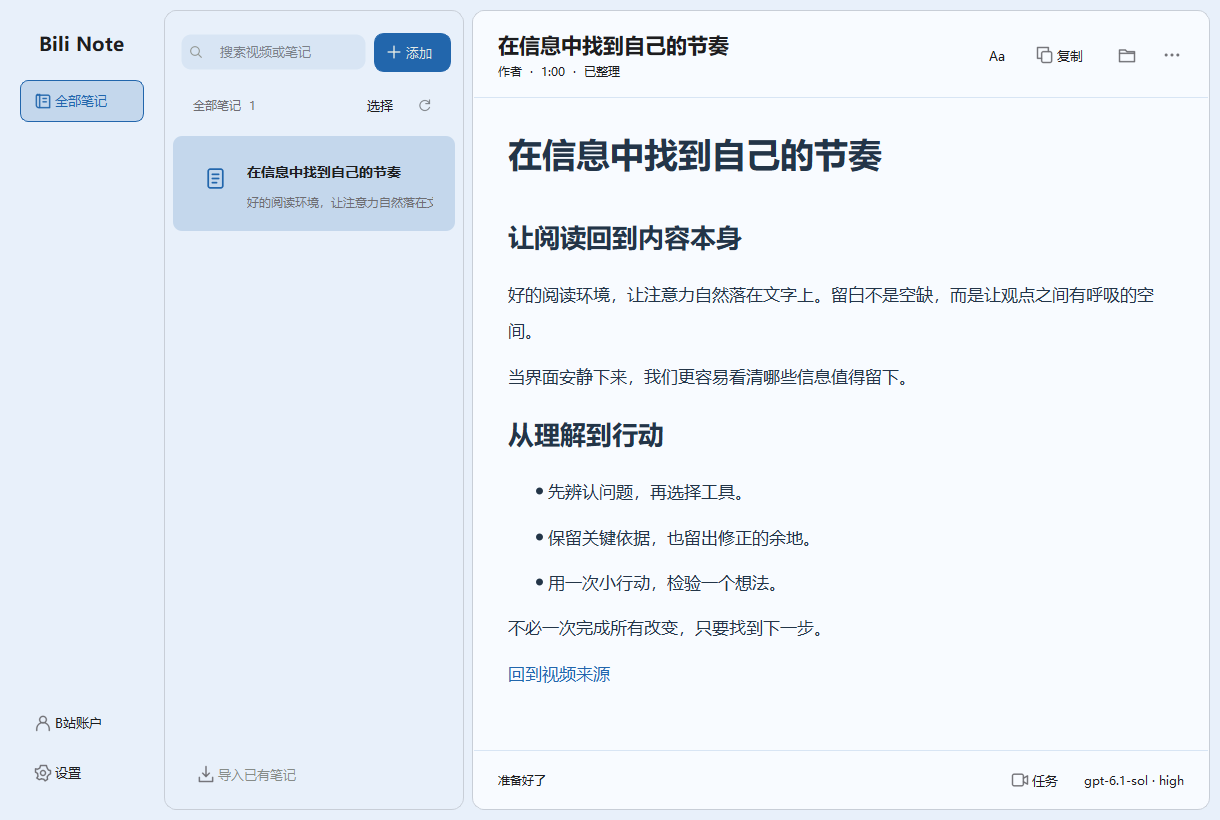 Bili Note
全部笔记
B站账户
设置
搜索视频或笔记
添加
全部笔记 1
选择
在信息中找到自己的节奏
好的阅读环境，让注意力自然落在
导入已有笔记
在信息中找到自己的节奏
作者 · 1:00 · 已整理
Aa
复制
在信息中找到自己的节奏
让阅读回到内容本身
好的阅读环境，让注意力自然落在文字上。留白不是空缺，而是让观点之间有呼吸的空
间。
当界面安静下来，我们更容易看清哪些信息值得留下。
从理解到行动
• 先辨认问题，再选择工具。
• 保留关键依据，也留出修正的余地。
• 用一次小行动，检验一个想法。
不必一次完成所有改变，只要找到下一步。
回到视频来源
准备好了
任务
gpt-6.1-sol · high